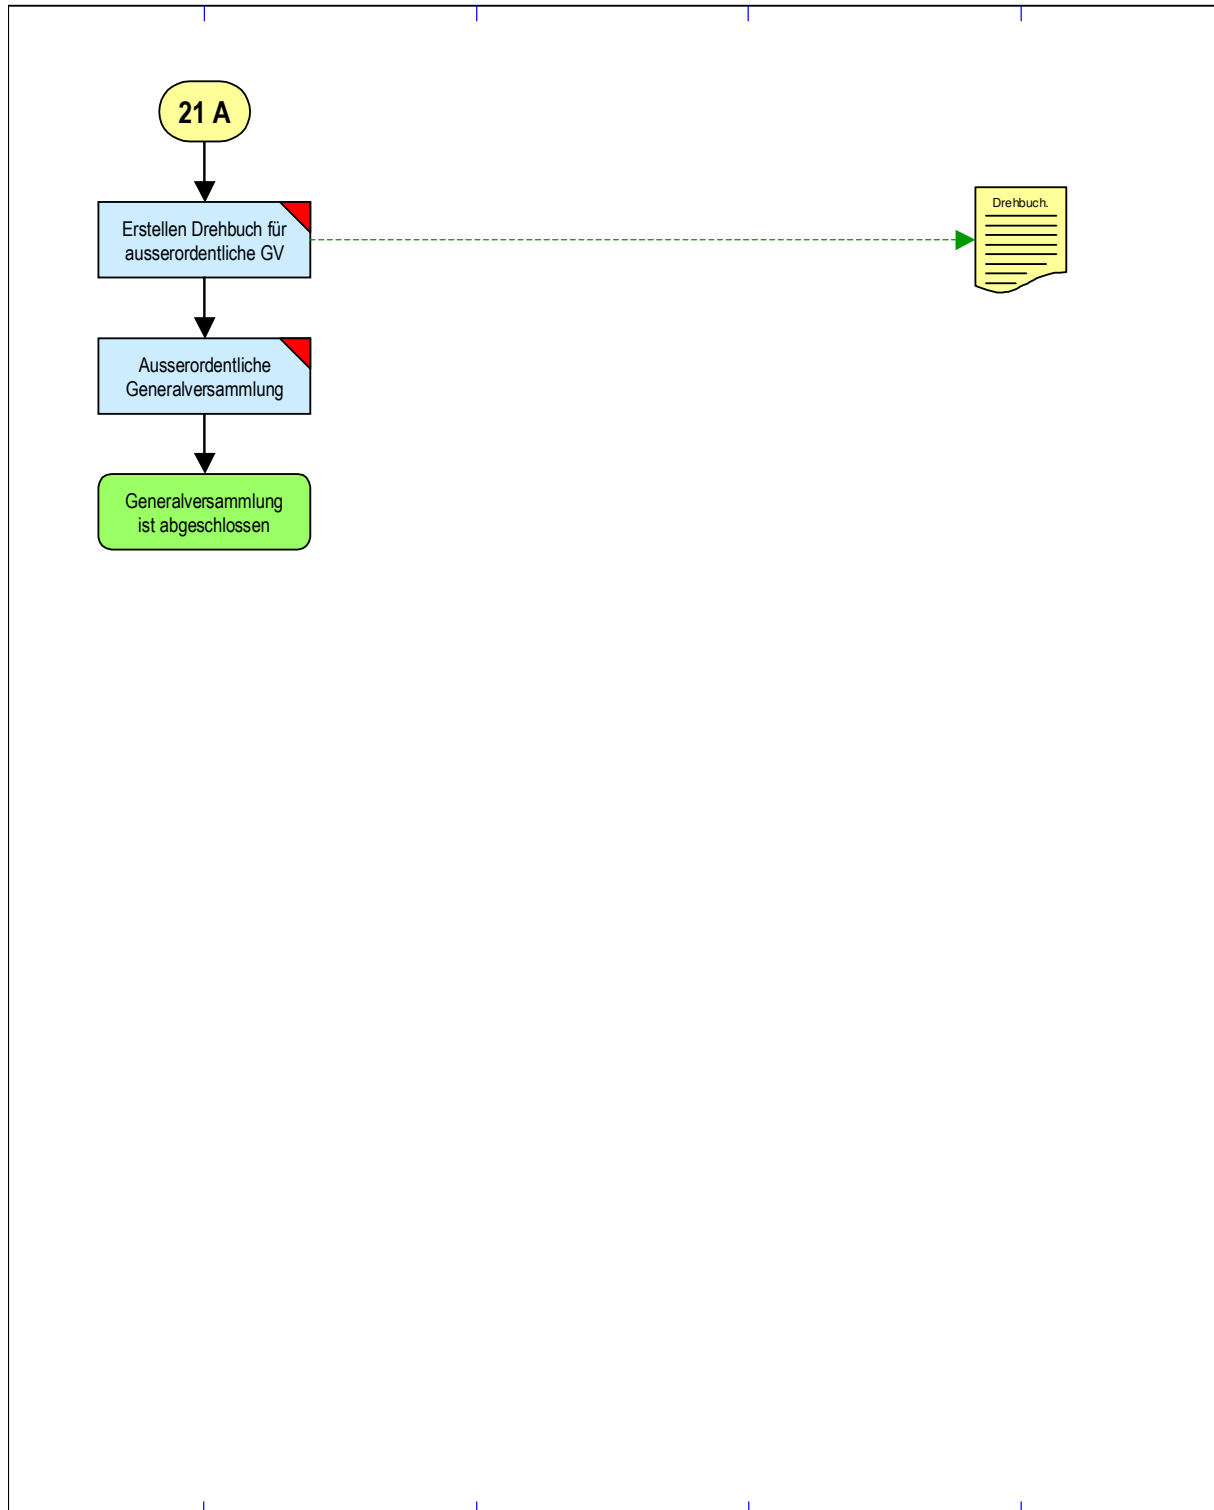 21 A
Erstellen Drehbuch für
ausserordentliche GV
Drehbuch.
Ausserordentliche
Generalversammlung
Generalversammlung
ist abgeschlossen